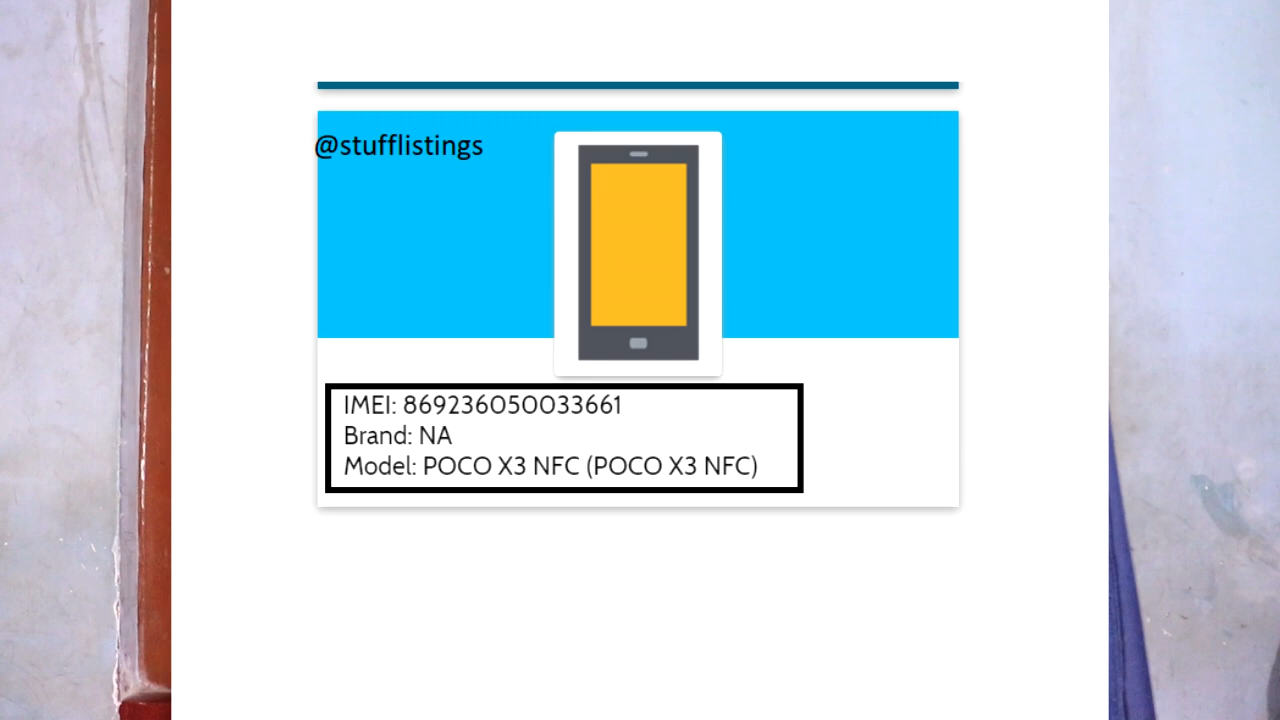 @stufflistings
IMEI: 869236050033661
Brand: NA
Model: POCO X3 NFC (POCO X3 NFC)